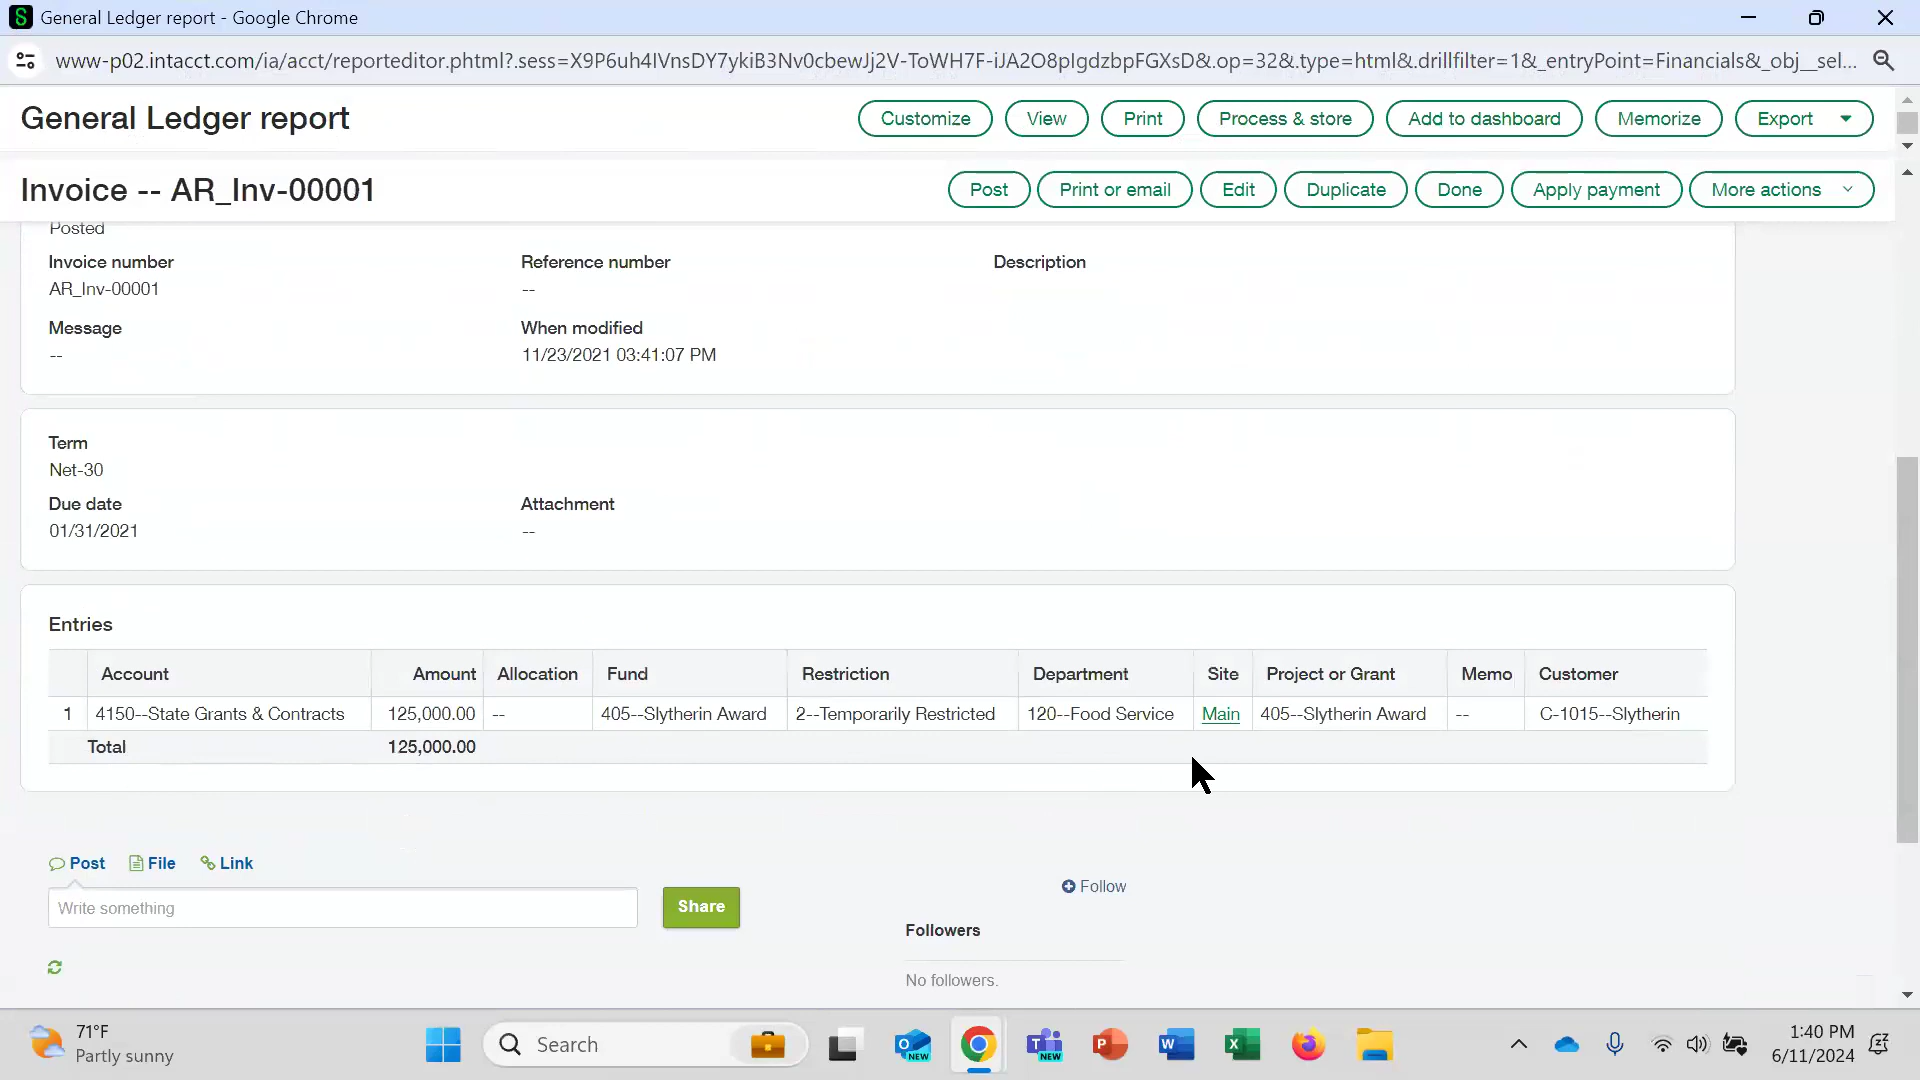 General Ledger report - Google Chrome
www-p02.intacct.com/ia/acct/reporteditor.phtml?.sess=X9P6uh4IVnsDY7ykiB3Nv0cbewJj2V-ToWH7F-iJA2O8pIgdzbpFGXsD&.op=32&.type=html&.drillfilter=1&_entryPoint=Financials&_obj__sel...
General Ledger report
Customize View Print Process & store Add to dashboard Memorize Export
Invoice -- AR_Inv-00001
Post Print or email Edit Duplicate Done Apply payment More actions
Posted
Invoice number Reference number Description
AR_Inv-00001 --
Message When modified
-- 11/23/2021 03:41:07 PM
Term
Net-30
Due date Attachment
01/31/2021 --
Entries
Account Amount Allocation Fund Restriction Department Site Project or Grant Memo Customer
1 4150--State Grants & Contracts 125,000.00 -- 405--Slytherin Award 2--Temporarily Restricted 120--Food Service Main 405--Slytherin Award -- C-1015--Slytherin
Total 125,000.00
Post File Link
Follow
Write something Share
Followers
No followers.
71°F
Partly sunny
Search
NEW
NEW
1:40 PM
6/11/2024